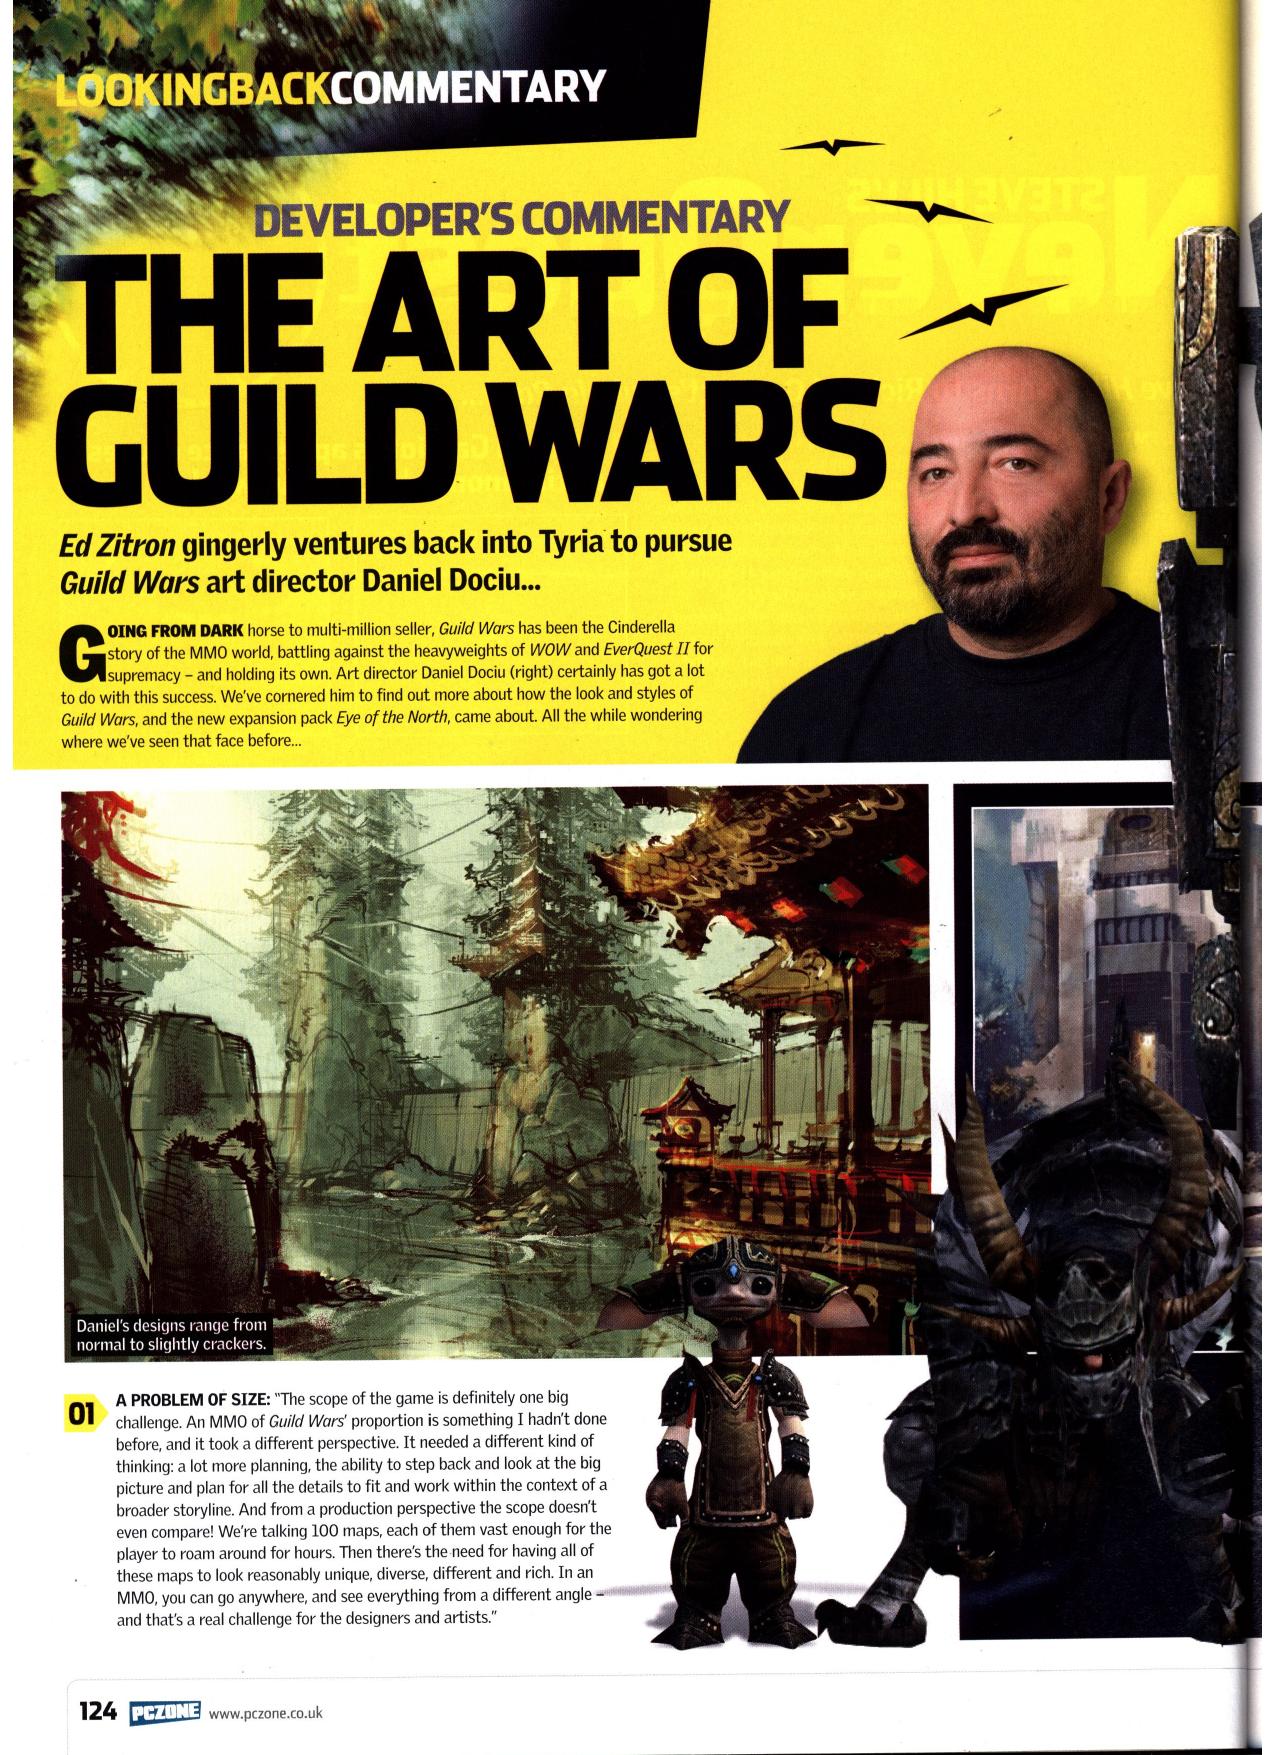 LOOKINGBACKCOMMENTARY
DEVELOPER'S COMMENTARY
THE ART OF
GUILD WARS
Ed Zitron gingerly ventures back into Tyria to pursue
Guild Wars art director Daniel Dociu...
GOING FROM DARK horse to multi-million seller, Guild Wars has been the Cinderella
story of the MMO world, battling against the heavyweights of WOW and EverQuest II for
supremacy – and holding its own. Art director Daniel Dociu (right) certainly has got a lot
to do with this success. We've cornered him to find out more about how the look and styles of
Guild Wars, and the new expansion pack Eye of the North, came about. All the while wondering
where we've seen that face before...
Daniel's designs range from
normal to slightly crackers.
01
A PROBLEM OF SIZE: "The scope of the game is definitely one big
challenge. An MMO of Guild Wars' proportion is something I hadn't done
before, and it took a different perspective. It needed a different kind of
thinking: a lot more planning, the ability to step back and look at the big
picture and plan for all the details to fit and work within the context of a
broader storyline. And from a production perspective the scope doesn't
even compare! We're talking 100 maps, each of them vast enough for the
player to roam around for hours. Then there's the need for having all of
these maps to look reasonably unique, diverse, different and rich. In an
MMO, you can go anywhere, and see everything from a different angle –
and that's a real challenge for the designers and artists."
124 PCZONE www.pczone.co.uk